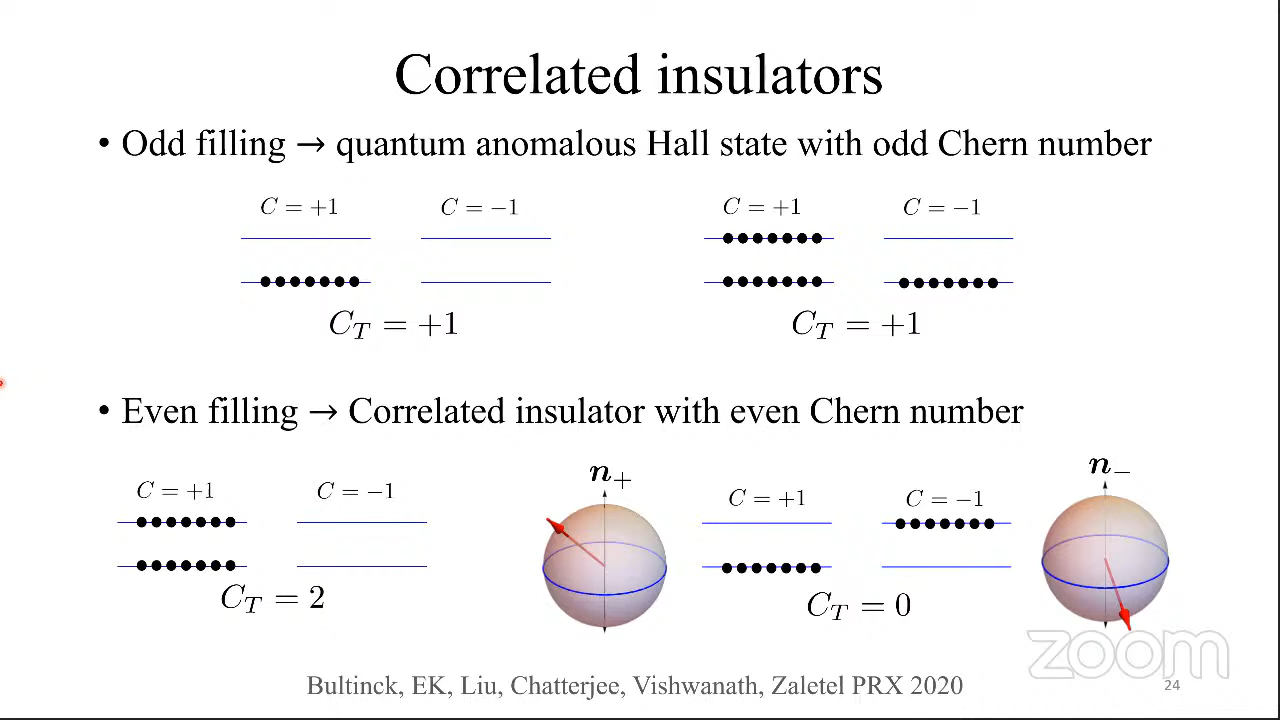 Correlated insulators
• Odd filling → quantum anomalous Hall state with odd Chern number
C = +1 C = −1 C = +1 C = −1
C_T = +1 C_T = +1
• Even filling → Correlated insulator with even Chern number
n₊ n₋
C = +1 C = −1 C = +1 C = −1
C_T = 2 C_T = 0
zoom
Bultinck, EK, Liu, Chatterjee, Vishwanath, Zaletel PRX 2020
24